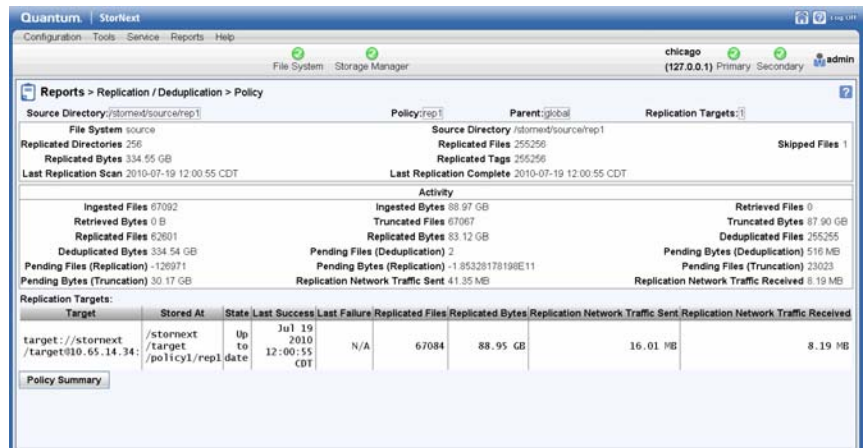 Quantum. StorNext
Log Off
Configuration Tools Service Reports Help
File System Storage Manager
chicago
(127.0.0.1) Primary Secondary admin
Reports > Replication / Deduplication > Policy
Source Directory:/stornext/source/rep1 Policy:rep1 Parent:global Replication Targets:1
File System source Source Directory /stornext/source/rep1
Replicated Directories 256 Replicated Files 255256 Skipped Files 1
Replicated Bytes 334.55 GB Replicated Tags 255256
Last Replication Scan 2010-07-19 12:00:55 CDT Last Replication Complete 2010-07-19 12:00:55 CDT
Activity
Ingested Files 67092 Ingested Bytes 88.97 GB Retrieved Files 0
Retrieved Bytes 0 B Truncated Files 67067 Truncated Bytes 87.90 GB
Replicated Files 62601 Replicated Bytes 83.12 GB Deduplicated Files 255255
Deduplicated Bytes 334.54 GB Pending Files (Deduplication) 2 Pending Bytes (Deduplication) 516 MB
Pending Files (Replication) -126971 Pending Bytes (Replication) -1.85328178198E11 Pending Files (Truncation) 23023
Pending Bytes (Truncation) 30.17 GB Replication Network Traffic Sent 41.35 MB Replication Network Traffic Received 8.19 MB
Replication Targets:
Target Stored At State Last Success Last Failure Replicated Files Replicated Bytes Replication Network Traffic Sent Replication Network Traffic Received
target://stornext/target@10.65.14.34: /stornext/target/policy1/rep1 Up to date Jul 19 2010 12:00:55 CDT N/A 67084 88.95 GB 16.01 MB 8.19 MB
Policy Summary